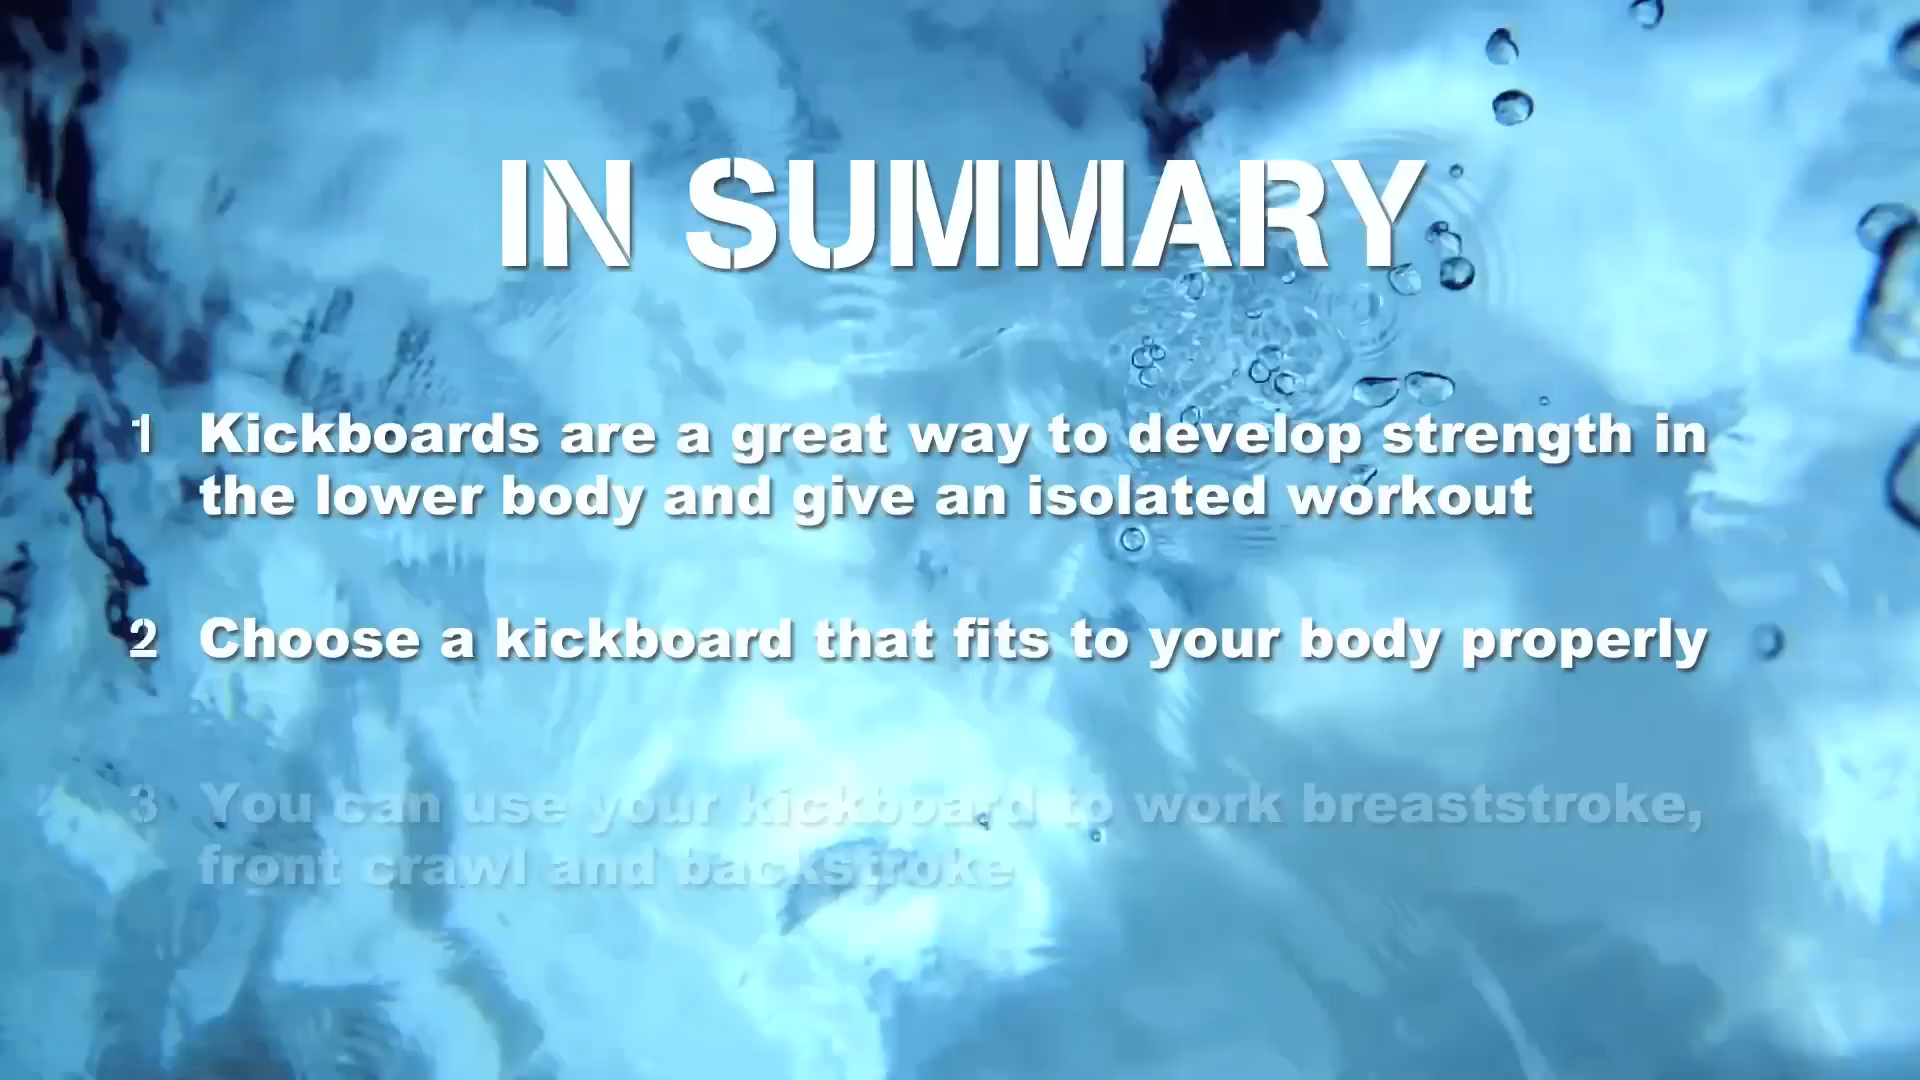 IN SUMMARY
1 Kickboards are a great way to develop strength in
the lower body and give an isolated workout
2 Choose a kickboard that fits to your body properly
3 You can use your kickboard to work breaststroke,
front crawl and backstroke